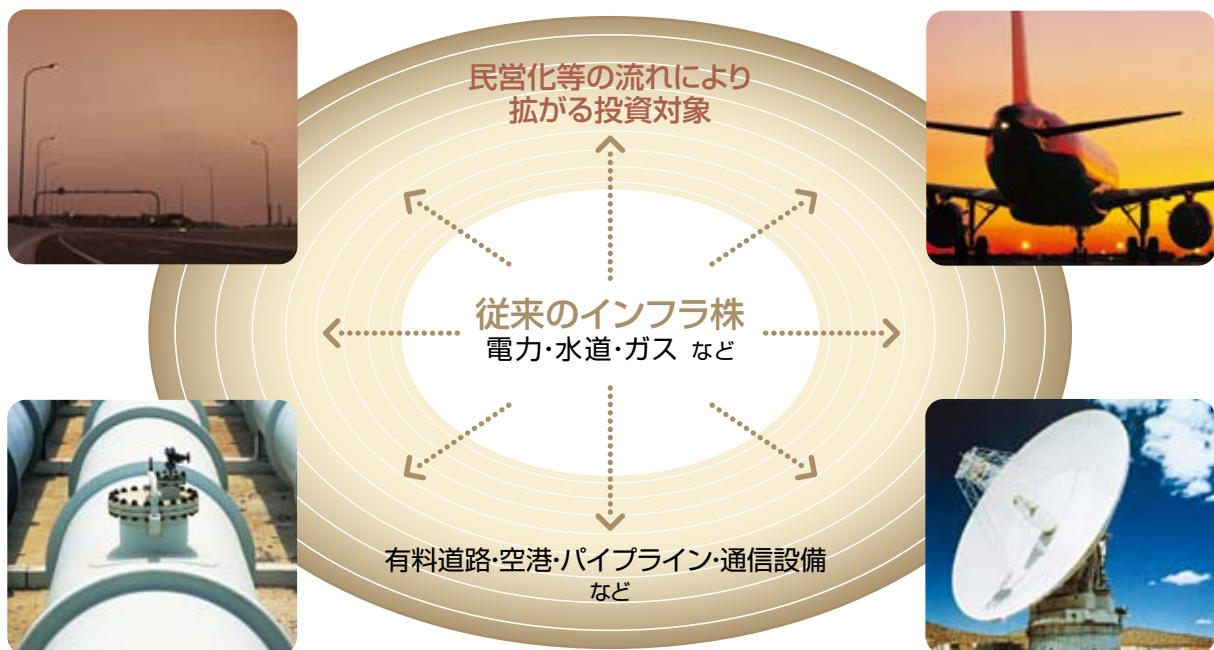 民営化等の流れにより
拡がる投資対象
従来のインフラ株
電力・水道・ガス など
有料道路・空港・パイプライン・通信設備
など